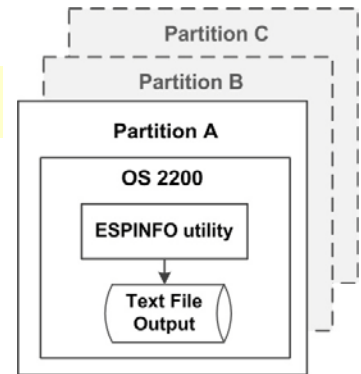 Partition C
Partition B
Partition A
OS 2200
ESPINFO utility
Text File
Output